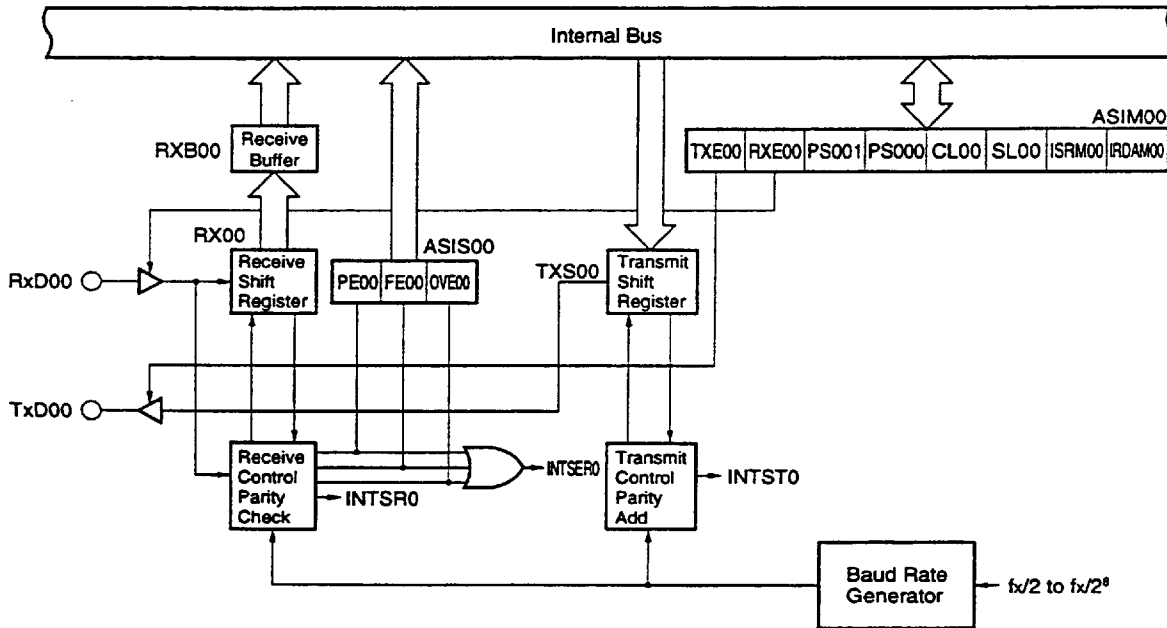 Internal Bus
ASIM00
RXB00
Receive
Buffer
TXE00 RXE00 PS001 PS000 CL00 SL00 ISRM00 IRDAM00
RX00
ASIS00
RxD00
Receive
Shift
Register
PE00 FE00 OVE00
TXS00
Transmit
Shift
Register
TxD00
Receive
Control
Parity
Check
INTSER0
INTSR0
Transmit
Control
Parity
Add
INTST0
Baud Rate
Generator
fx/2 to fx/2⁸